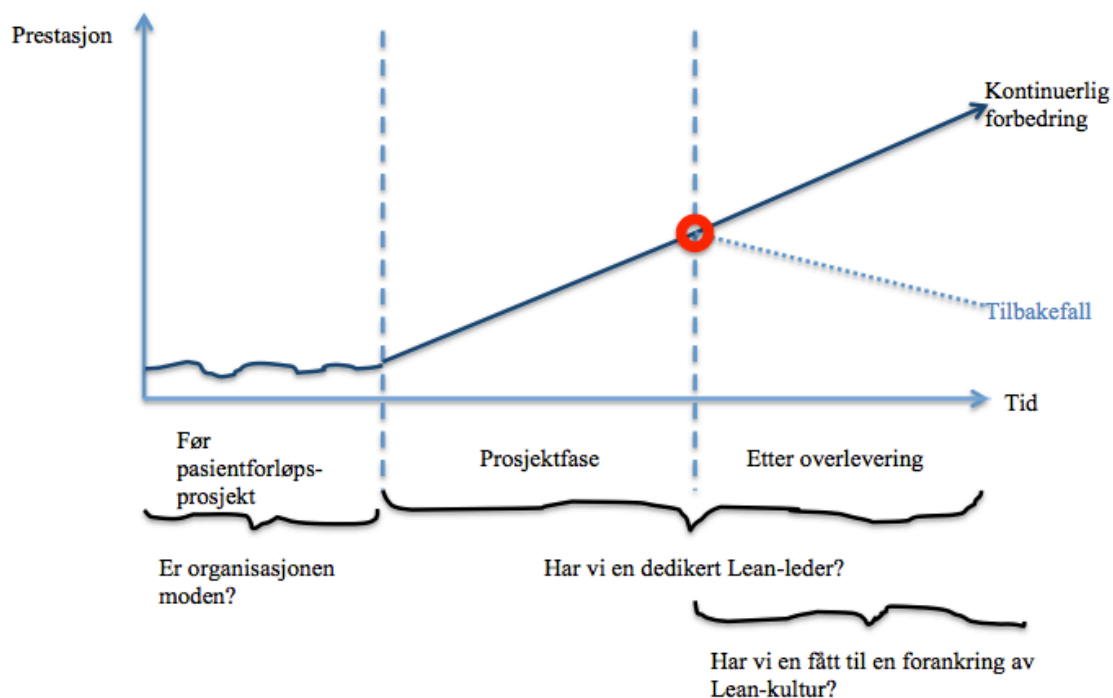 Prestasjon
Kontinuerlig
forbedring
Tilbakefall
Tid
Før
pasientforløps-
prosjekt
Prosjektfase
Etter overlevering
Er organisasjonen
moden?
Har vi en dedikert Lean-leder?
Har vi en fått til en forankring av
Lean-kultur?